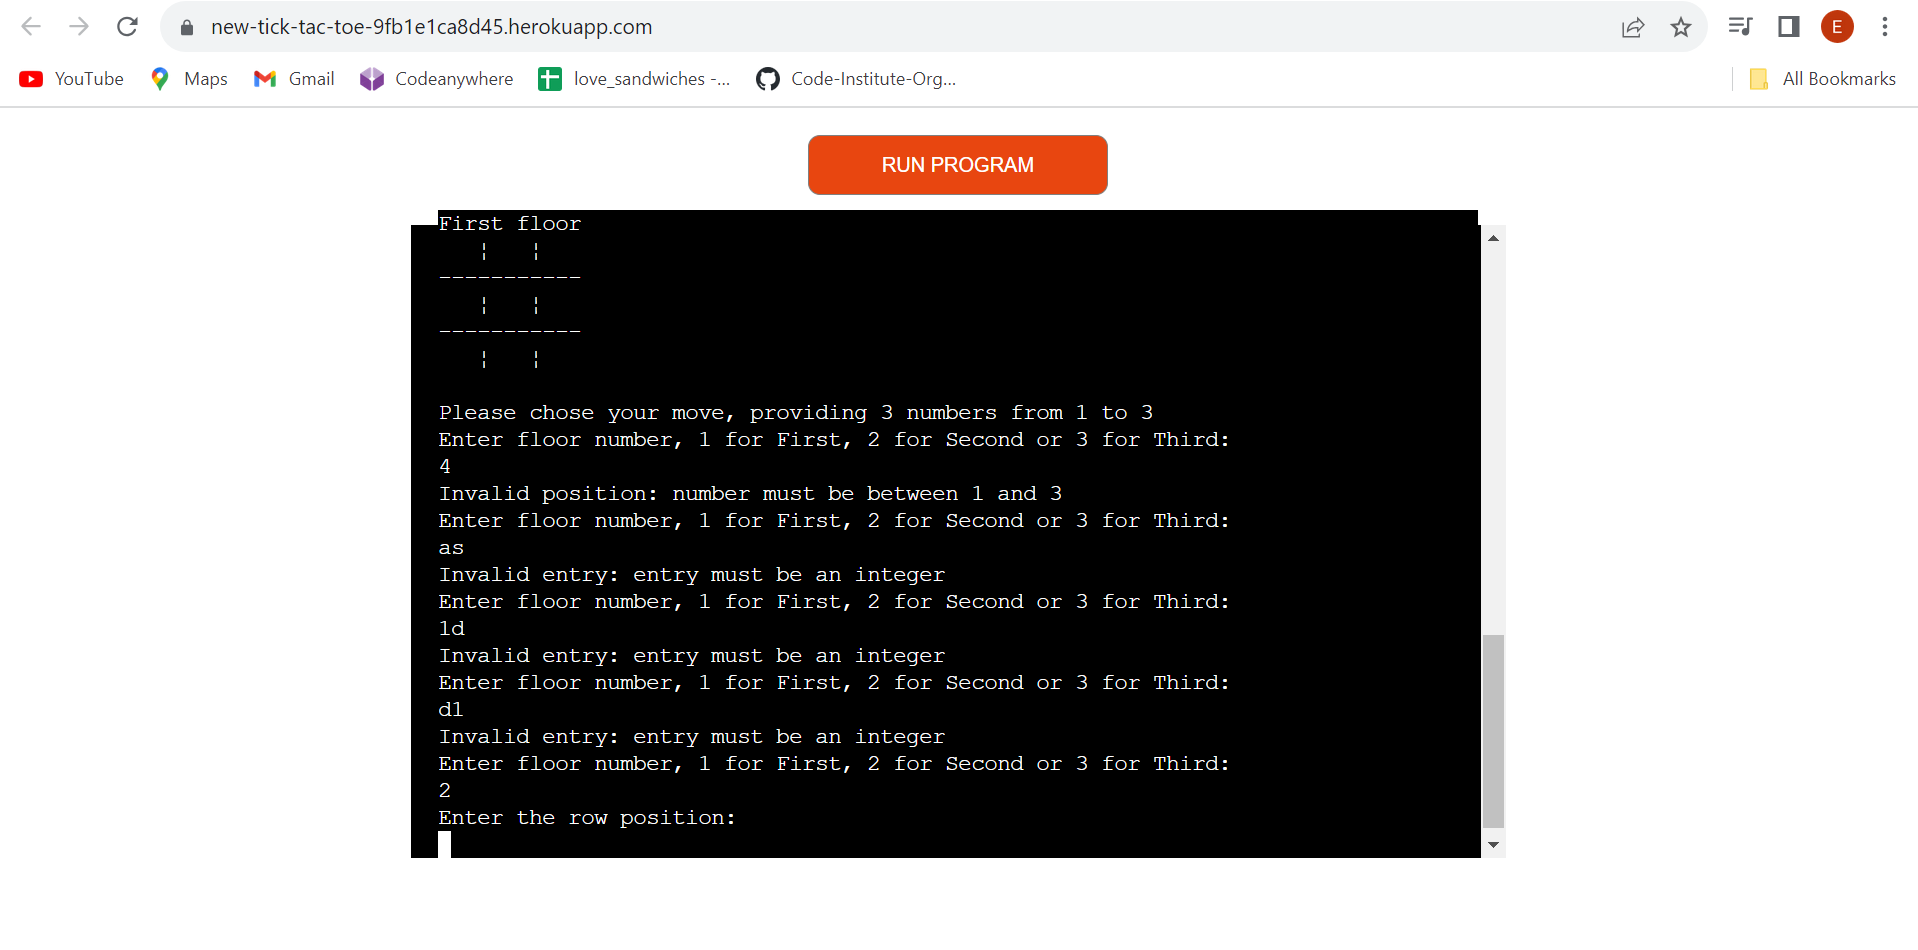 new-tick-tac-toe-9fb1e1ca8d45.herokuapp.com
E
YouTube Maps Gmail Codeanywhere love_sandwiches -... Code-Institute-Org... All Bookmarks
RUN PROGRAM
First floor
¦ ¦
-----------
¦ ¦
-----------
¦ ¦
Please chose your move, providing 3 numbers from 1 to 3
Enter floor number, 1 for First, 2 for Second or 3 for Third:
4
Invalid position: number must be between 1 and 3
Enter floor number, 1 for First, 2 for Second or 3 for Third:
as
Invalid entry: entry must be an integer
Enter floor number, 1 for First, 2 for Second or 3 for Third:
1d
Invalid entry: entry must be an integer
Enter floor number, 1 for First, 2 for Second or 3 for Third:
d1
Invalid entry: entry must be an integer
Enter floor number, 1 for First, 2 for Second or 3 for Third:
2
Enter the row position: